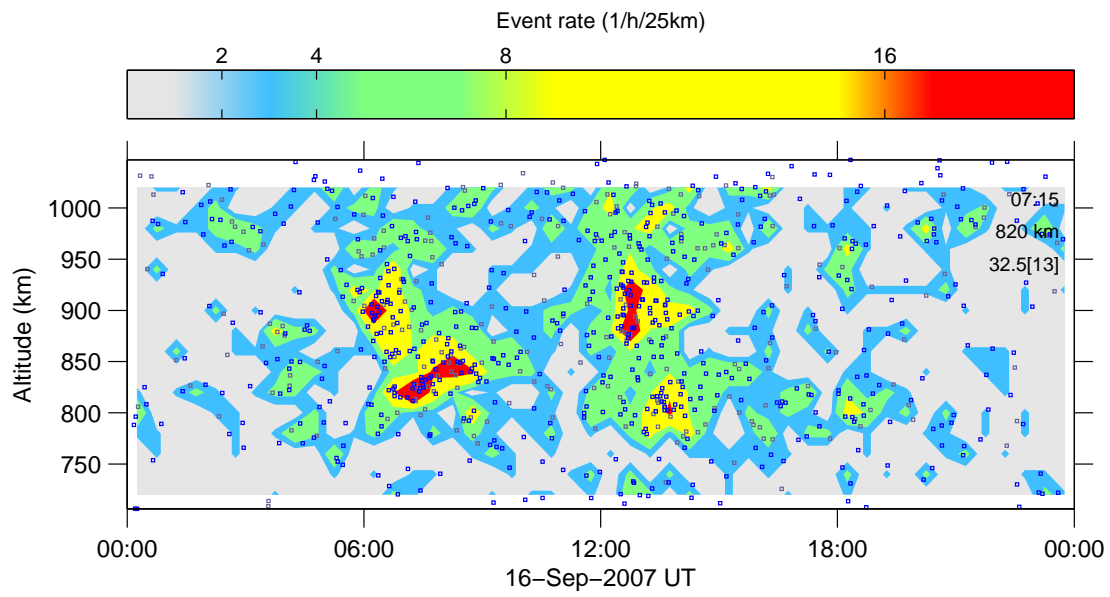 Event rate (1/h/25km)
2 4 8 16
Altitude (km)
1000
950
900
850
800
750
07:15
820 km
32.5[13]
00:00 06:00 12:00 18:00 00:00
16−Sep−2007 UT